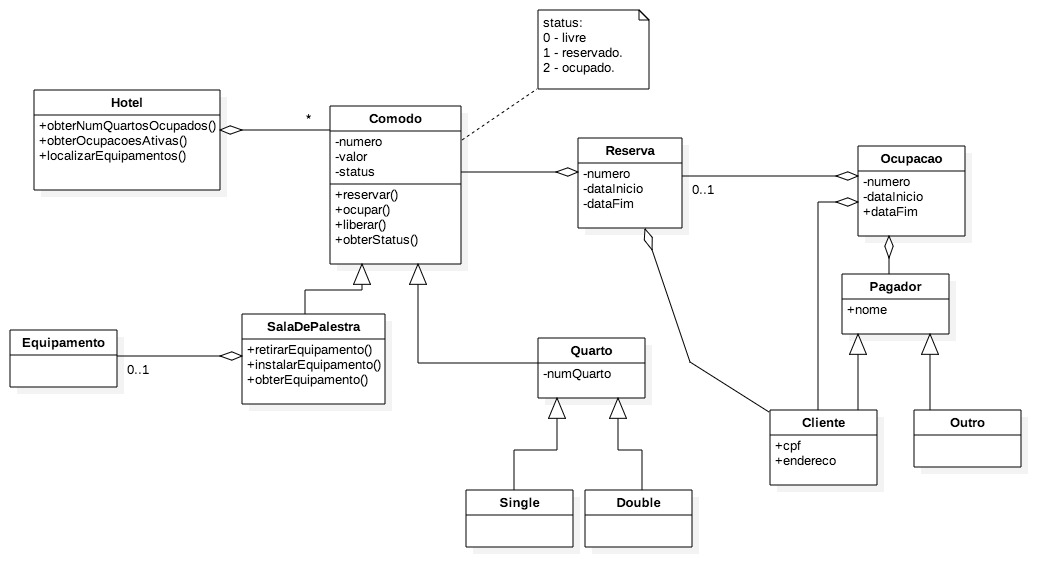 status:
0 - livre
1 - reservado.
2 - ocupado.
Hotel
+obterNumQuartosOcupados()
+obterOcupacoesAtivas()
+localizarEquipamentos()
*
Comodo
-numero
-valor
-status
+reservar()
+ocupar()
+liberar()
+obterStatus()
Reserva
-numero
-dataInicio
-dataFim
0..1
Ocupacao
-numero
-dataInicio
+dataFim
Pagador
+nome
Equipamento
0..1
SalaDePalestra
+retirarEquipamento()
+instalarEquipamento()
+obterEquipamento()
Quarto
-numQuarto
Cliente
+cpf
+endereco
Outro
Single
Double